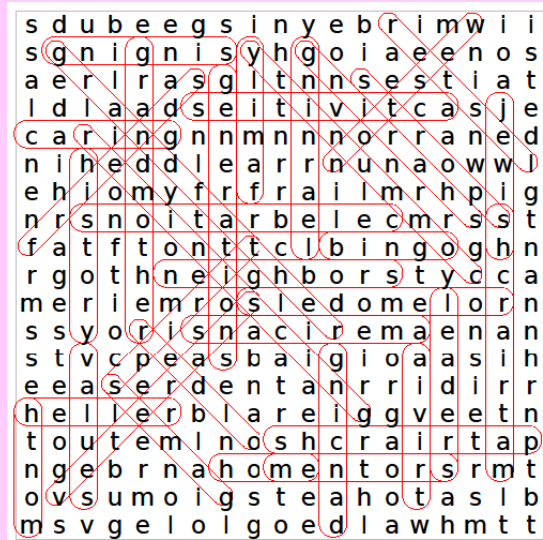 s d u b e e g s i n y e b r i m w i i
s g n i g n i s y h g o i a e e n o s
a e r l r a s g l t n n s e s t i a t
l d l a a d s e i t i v i t c a s j e
c a r i n g n n m n n n o r r a n e d
n i h e d d l e a r r n u n a o w w l
e h i o m y f r f r a i l m r h p i g
n r s n o i t a r b e l e c m r s s t
f a t f t o n t t c l b i n g o g h n
r g o t h n e i g h b o r s t y c c a
m e r i e m r o s l e d o m e l o r n
s s y o r i s n a c i r e m a e n a n
s t v c p e a s b a i g i o a a s i h
e e a s e r d e n t a n r r i d i r r
h e l l e r b l a r e i g g v e e t n
t o u t e m l n o s h c r a i r t a p
n g e b r n a h o m e n t o r s r m t
o v s u m o i g s t e a h o t a s l b
m s v g e l o l g o e d l a w h m t t